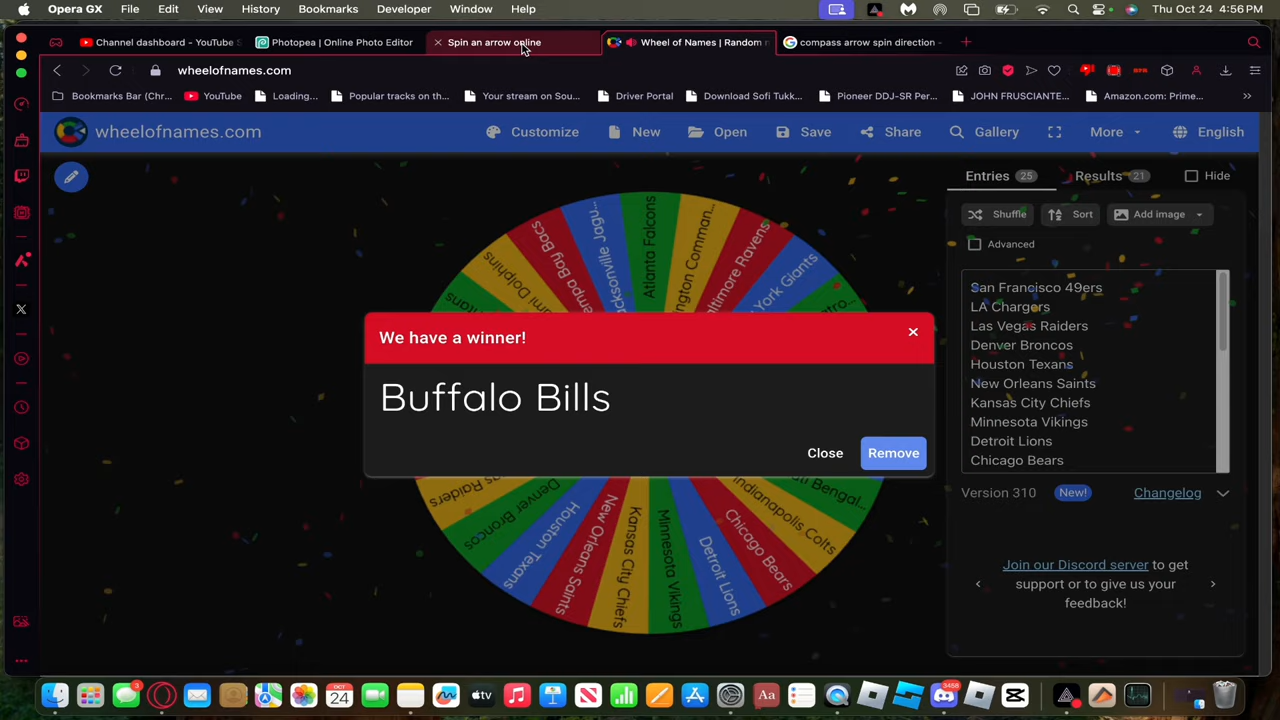 Opera GX File Edit View History Bookmarks Developer Window Help Thu Oct 24 4:56 PM
Channel dashboard - YouTube S Photopea | Online Photo Editor Spin an arrow online Wheel of Names | Random compass arrow spin direction -
wheelofnames.com
Bookmarks Bar (Chr... YouTube Loading... Popular tracks on th... Your stream on Sou... Driver Portal Download Sofi Tukk... Pioneer DDJ-SR Per... JOHN FRUSCIANTE... Amazon.com: Prime...
wheelofnames.com Customize New Open Save Share Gallery More English
Entries 25 Results 21 Hide
Shuffle Sort Add image
Advanced
San Francisco 49ers
LA Chargers
Las Vegas Raiders
Denver Broncos
Houston Texans
New Orleans Saints
Kansas City Chiefs
Minnesota Vikings
Detroit Lions
Chicago Bears
Version 310 New! Changelog
Join our Discord server to get
support or to give us your
feedback!
Jacksonville Jagu...
Atlanta Falcons
We have a winner!
Buffalo Bills
Close Remove
Denver Broncos
Houston Texans
New Orleans Saints
Kansas City Chiefs
Minnesota Vikings
Detroit Lions
Chicago Bears
Indianapolis Colts
3
OCT
24
3468